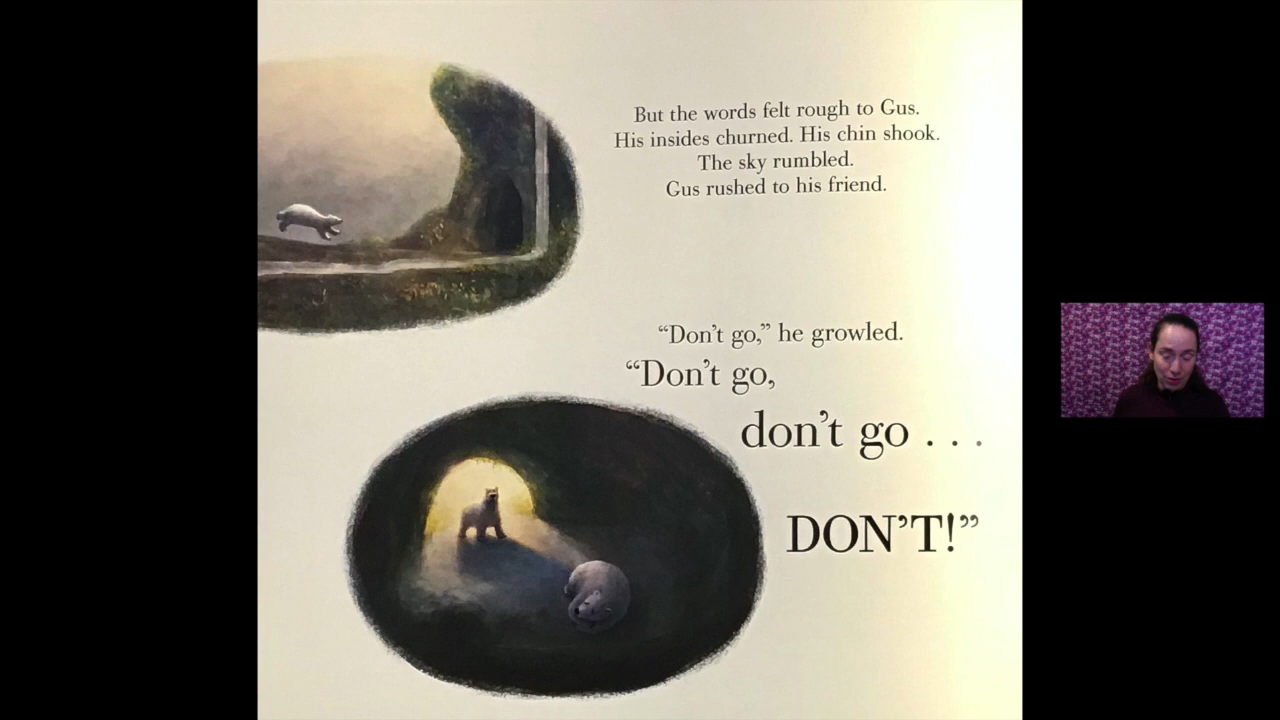 But the words felt rough to Gus.
His insides churned. His chin shook.
The sky rumbled.
Gus rushed to his friend.
“Don’t go,” he growled.
“Don’t go,
don’t go . . .
DON’T!”